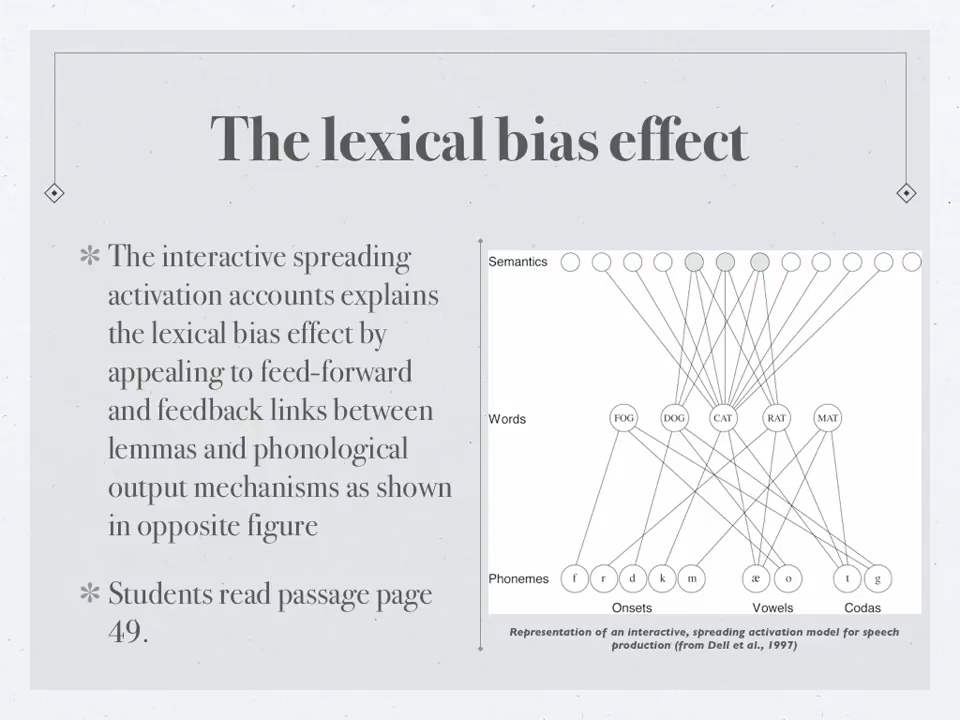 The lexical bias effect
✻ The interactive spreading
activation accounts explains
the lexical bias effect by
appealing to feed-forward
and feedback links between
lemmas and phonological
output mechanisms as shown
in opposite figure
✻ Students read passage page
49.
Semantics
Words
FOG DOG CAT RAT MAT
Phonemes
f r d k m æ o t g
Onsets Vowels Codas
Representation of an interactive, spreading activation model for speech
production (from Dell et al., 1997)